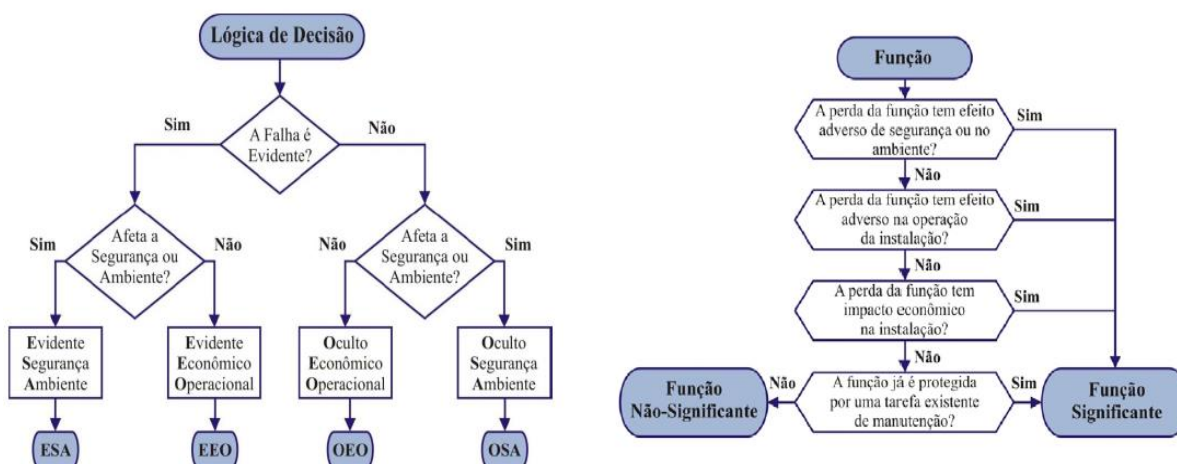 Lógica de Decisão
Sim
A Falha é
Evidente?
Não
Sim
Afeta a
Segurança ou
Ambiente?
Não
Não
Afeta a
Segurança ou
Ambiente?
Sim
Evidente
Segurança
Ambiente
Evidente
Econômico
Operacional
Oculto
Econômico
Operacional
Oculto
Segurança
Ambiente
ESA
EEO
OEO
OSA
Função
A perda da função tem efeito
adverso de segurança ou no
ambiente?
Sim
Não
A perda da função tem efeito
adverso na operação
da instalação?
Sim
Não
A perda da função tem
impacto econômico
na instalação?
Sim
Não
Função
Não-Significante
Não
A função já é protegida
por uma tarefa existente
de manutenção?
Sim
Função
Significante